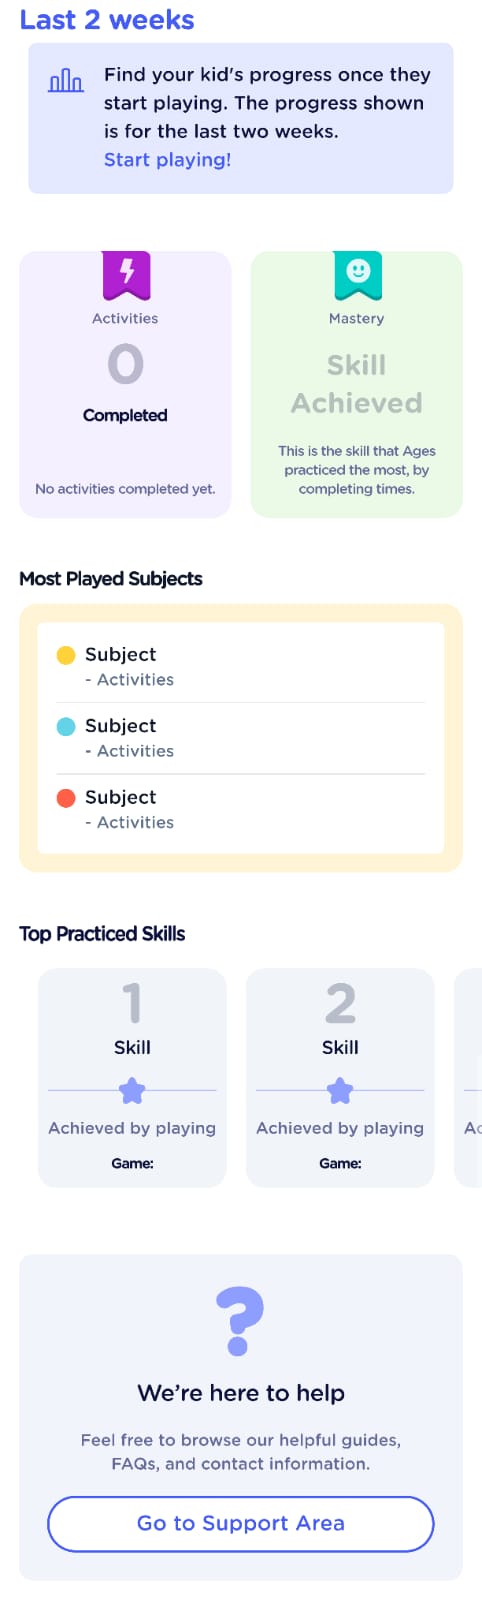 Last 2 weeks
Find your kid's progress once they
start playing. The progress shown
is for the last two weeks.
Start playing!
Activities
0
Completed
No activities completed yet.
Mastery
Skill
Achieved
This is the skill that Ages
practiced the most, by
completing times.
Most Played Subjects
Subject
- Activities
Subject
- Activities
Subject
- Activities
Top Practiced Skills
1
Skill
Achieved by playing
Game:
2
Skill
Achieved by playing
Game:
We’re here to help
Feel free to browse our helpful guides,
FAQs, and contact information.
Go to Support Area